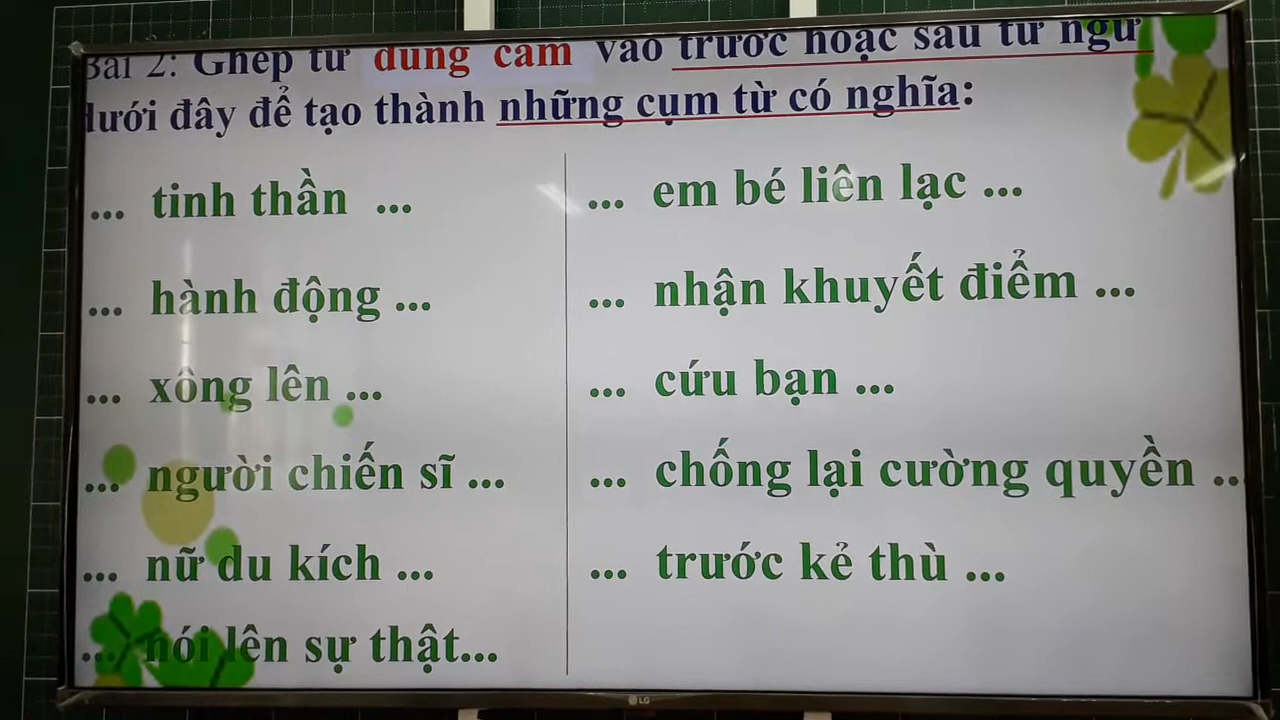 Bài 2: Ghép từ dũng cảm vào trước hoặc sau từ ngữ
dưới đây để tạo thành những cụm từ có nghĩa:
... tinh thần ...
... hành động ...
... xông lên ...
... người chiến sĩ ...
... nữ du kích ...
... nói lên sự thật...
... em bé liên lạc ...
... nhận khuyết điểm ...
... cứu bạn ...
... chống lại cường quyền ...
... trước kẻ thù ...
LG